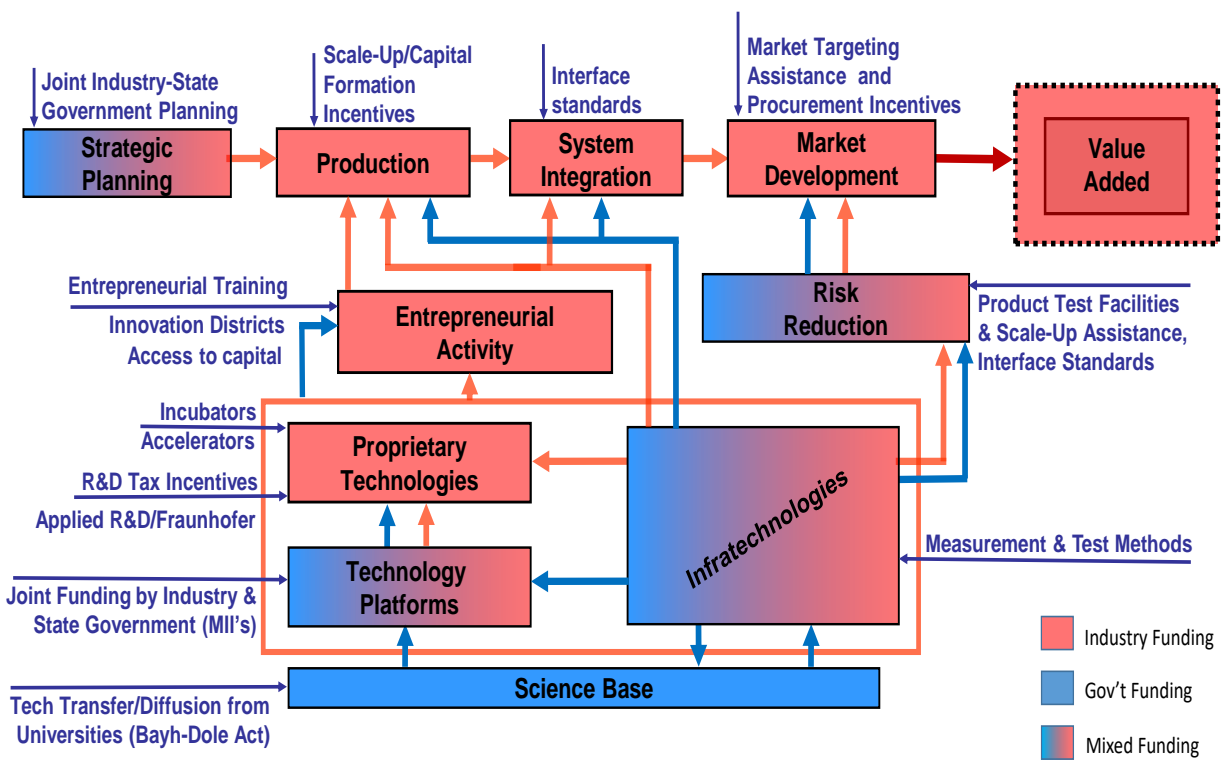 Joint Industry-State
Government Planning
Scale-Up/Capital
Formation
Incentives
Interface
standards
Market Targeting
Assistance and
Procurement Incentives
Strategic
Planning
Production
System
Integration
Market
Development
Value
Added
Entrepreneurial Training
Innovation Districts
Access to capital
Entrepreneurial
Activity
Risk
Reduction
Product Test Facilities
& Scale-Up Assistance,
Interface Standards
Incubators
Accelerators
R&D Tax Incentives
Applied R&D/Fraunhofer
Proprietary
Technologies
Infratechnologies
Measurement & Test Methods
Joint Funding by Industry &
State Government (MII's)
Technology
Platforms
Science Base
Tech Transfer/Diffusion from
Universities (Bayh-Dole Act)
Industry Funding
Gov't Funding
Mixed Funding